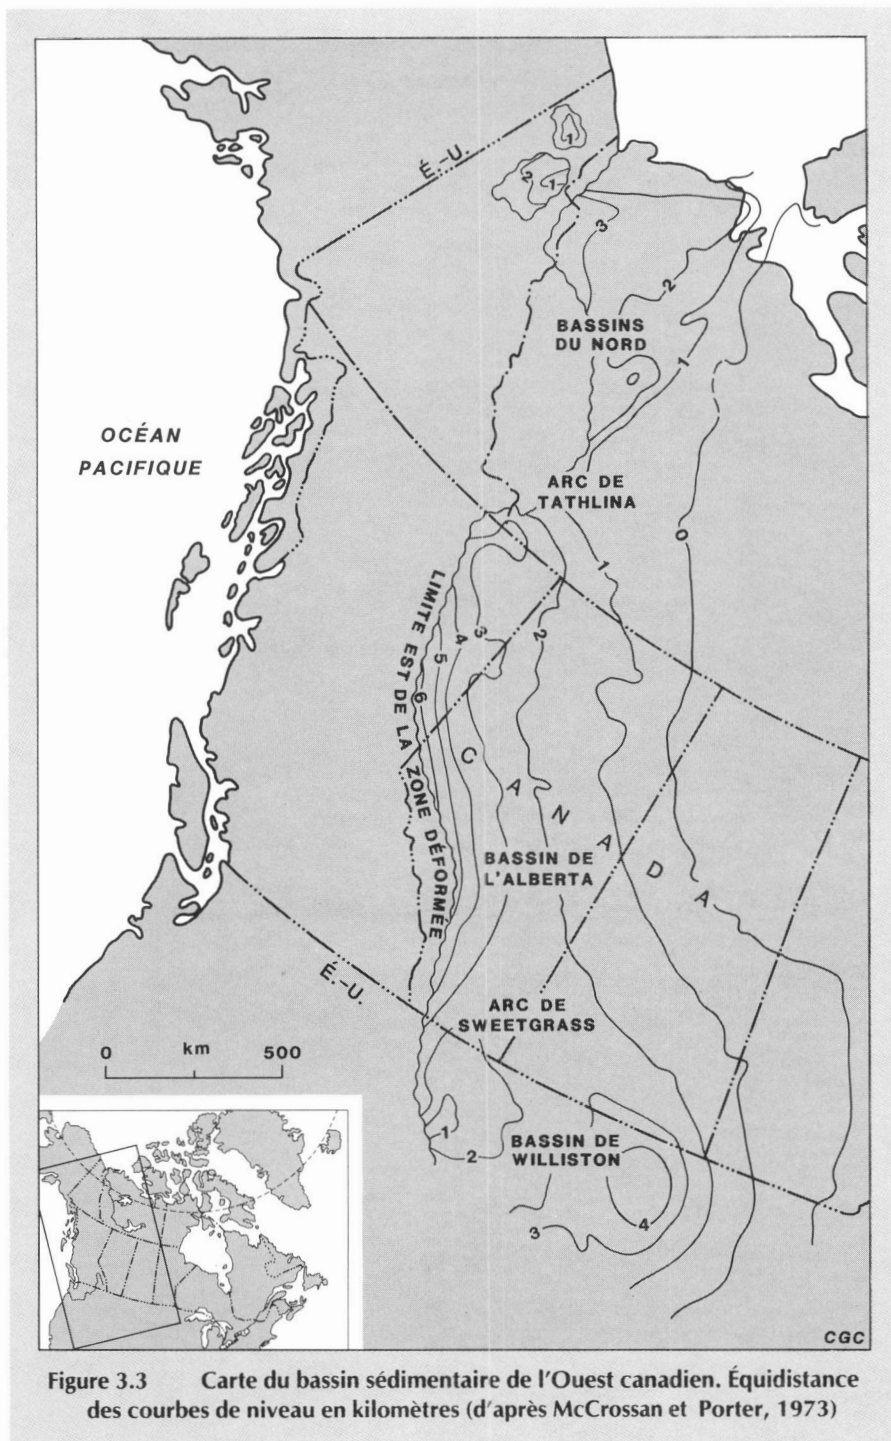 É.-U.
1
2
1
3
2
BASSINS
DU NORD
1
0
OCÉAN
PACIFIQUE
ARC DE
TATHLINA
0
1
LIMITE EST DE LA ZONE DÉFORMÉE
3
2
4
5
6
CANADA
BASSIN DE
L'ALBERTA
É.-U.
ARC DE
SWEETGRASS
0 km 500
1
2
BASSIN DE
WILLISTON
3
4
CGC
Figure 3.3 Carte du bassin sédimentaire de l'Ouest canadien. Équidistance
des courbes de niveau en kilomètres (d'après McCrossan et Porter, 1973)